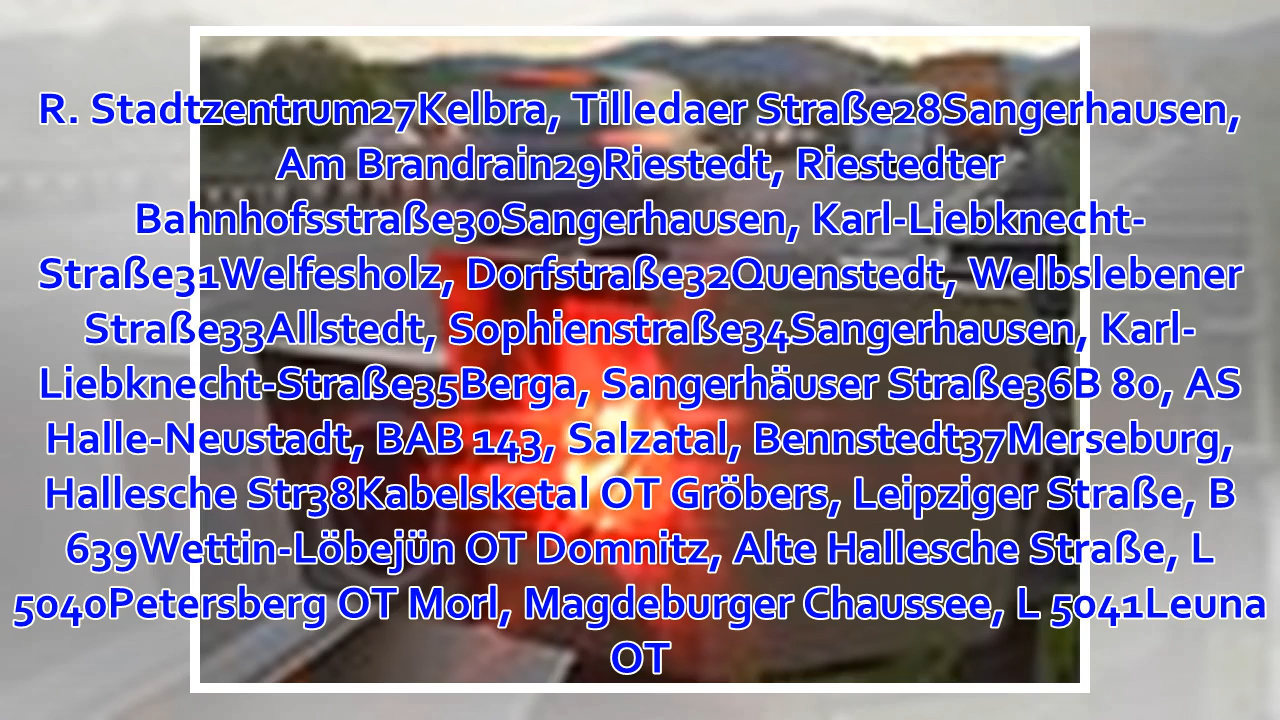 R. Stadtzentrum27Kelbra, Tilledaer Straße28Sangerhausen,
Am Brandrain29Riestedt, Riestedter
Bahnhofsstraße30Sangerhausen, Karl-Liebknecht-
Straße31Welfesholz, Dorfstraße32Quenstedt, Welbslebener
Straße33Allstedt, Sophienstraße34Sangerhausen, Karl-
Liebknecht-Straße35Berga, Sangerhäuser Straße36B 80, AS
Halle-Neustadt, BAB 143, Salzatal, Bennstedt37Merseburg,
Hallesche Str38Kabelsketal OT Gröbers, Leipziger Straße, B
639Wettin-Löbejün OT Domnitz, Alte Hallesche Straße, L
5040Petersberg OT Morl, Magdeburger Chaussee, L 5041Leuna
OT